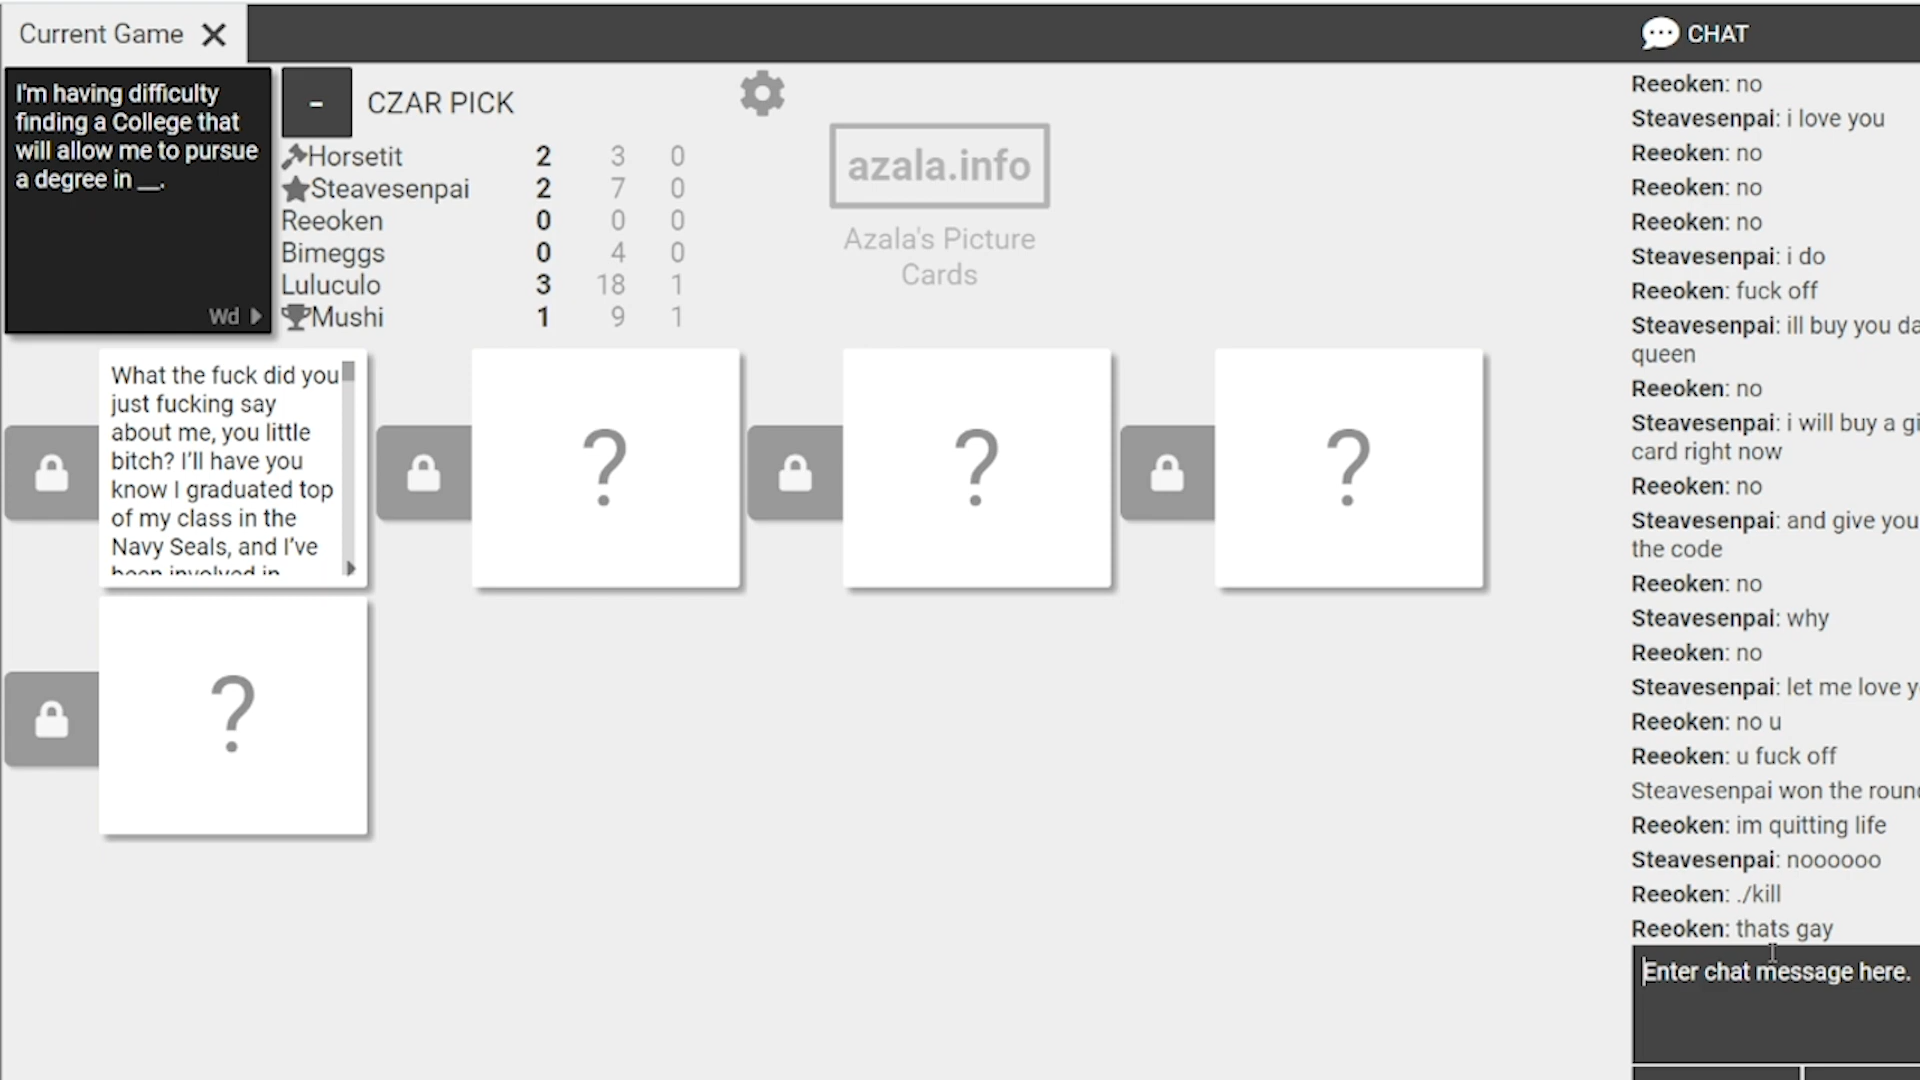 Current Game
CHAT
I'm having difficulty
finding a College that
will allow me to pursue
a degree in __.
Wd
-
CZAR PICK
Horsetit 2 3 0
Steavesenpai 2 7 0
Reeoken 0 0 0
Bimeggs 0 4 0
Luluculo 3 18 1
Mushi 1 9 1
azala.info
Azala's Picture
Cards
What the fuck did you
just fucking say
about me, you little
bitch? I'll have you
know I graduated top
of my class in the
Navy Seals, and I've
been involved in
?
?
?
?
Reeoken: no
Steavesenpai: i love you
Reeoken: no
Reeoken: no
Reeoken: no
Steavesenpai: i do
Reeoken: fuck off
Steavesenpai: ill buy you da
queen
Reeoken: no
Steavesenpai: i will buy a gi
card right now
Reeoken: no
Steavesenpai: and give you
the code
Reeoken: no
Steavesenpai: why
Reeoken: no
Steavesenpai: let me love y
Reeoken: no u
Reeoken: u fuck off
Steavesenpai won the roun
Reeoken: im quitting life
Steavesenpai: noooooo
Reeoken: ./kill
Reeoken: thats gay
Enter chat message here.